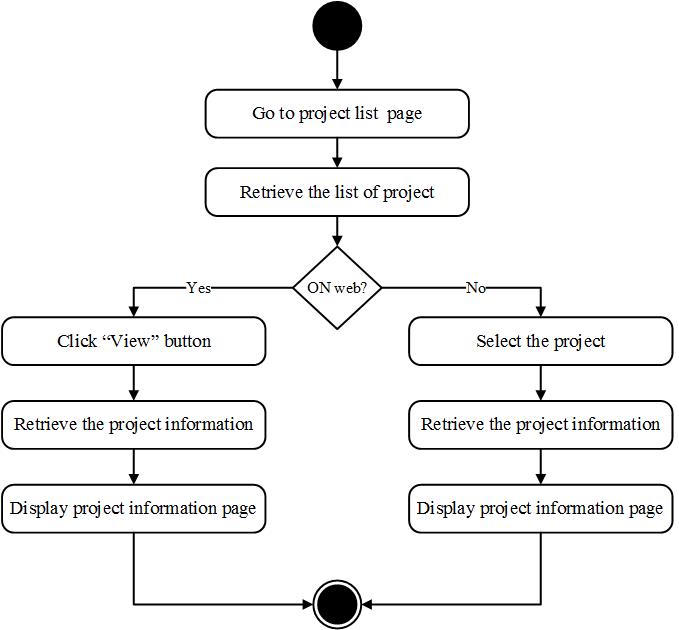 Go to project list  page
Retrieve the list of project
ON web?
Yes
No
Click “View” button
Select the project
Retrieve the project information
Retrieve the project information
Display project information page
Display project information page